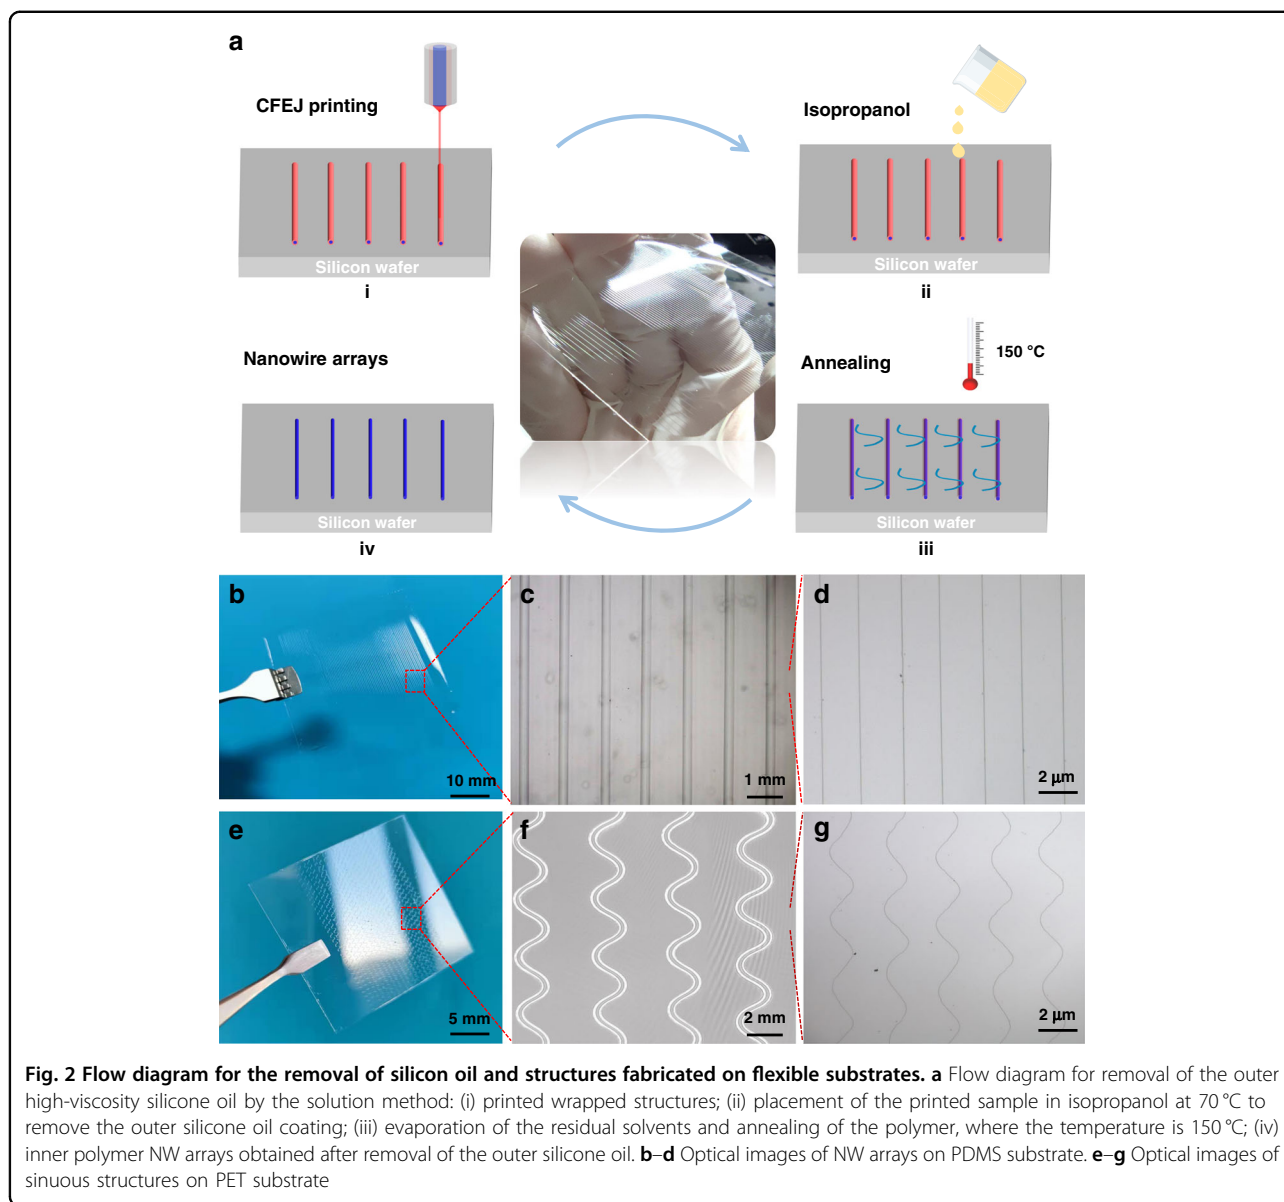 a
CFEJ printing
Silicon wafer
i
Isopropanol
Silicon wafer
ii
Nanowire arrays
Silicon wafer
iv
Annealing
150 °C
Silicon wafer
iii
b
10 mm
c
1 mm
d
2 μm
e
5 mm
f
2 mm
g
2 μm
Fig. 2 Flow diagram for the removal of silicon oil and structures fabricated on flexible substrates. a Flow diagram for removal of the outer
high-viscosity silicone oil by the solution method: (i) printed wrapped structures; (ii) placement of the printed sample in isopropanol at 70 °C to
remove the outer silicone oil coating; (iii) evaporation of the residual solvents and annealing of the polymer, where the temperature is 150 °C; (iv)
inner polymer NW arrays obtained after removal of the outer silicone oil. b–d Optical images of NW arrays on PDMS substrate. e–g Optical images of
sinuous structures on PET substrate